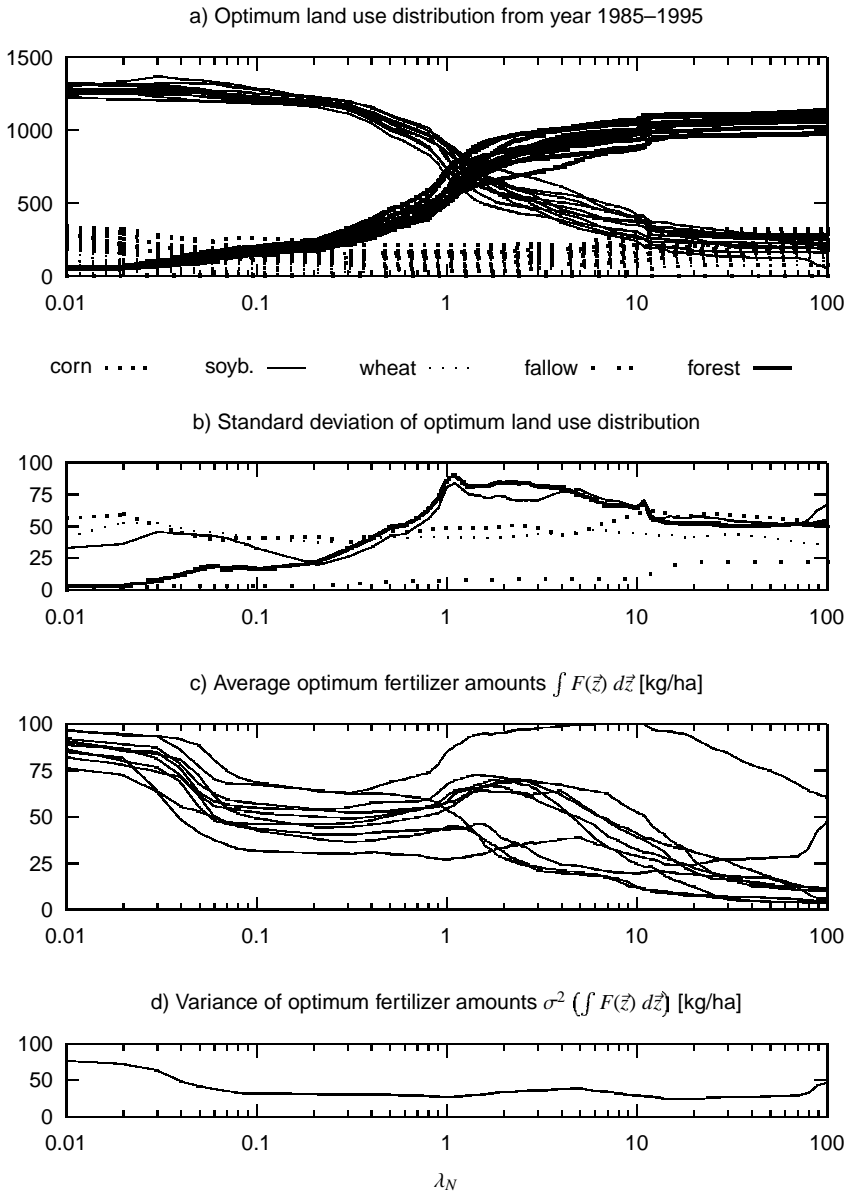 a) Optimum land use distribution from year 1985–1995
1500
1000
500
0
0.01 0.1 1 10 100
corn soyb. wheat fallow forest
b) Standard deviation of optimum land use distribution
100
75
50
25
0
0.01 0.1 1 10 100
c) Average optimum fertilizer amounts ∫ F(z⃗) dz⃗ [kg/ha]
100
75
50
25
0
0.01 0.1 1 10 100
d) Variance of optimum fertilizer amounts σ² (∫ F(z⃗) dz⃗) [kg/ha]
100
50
0
0.01 0.1 1 10 100
λ_N